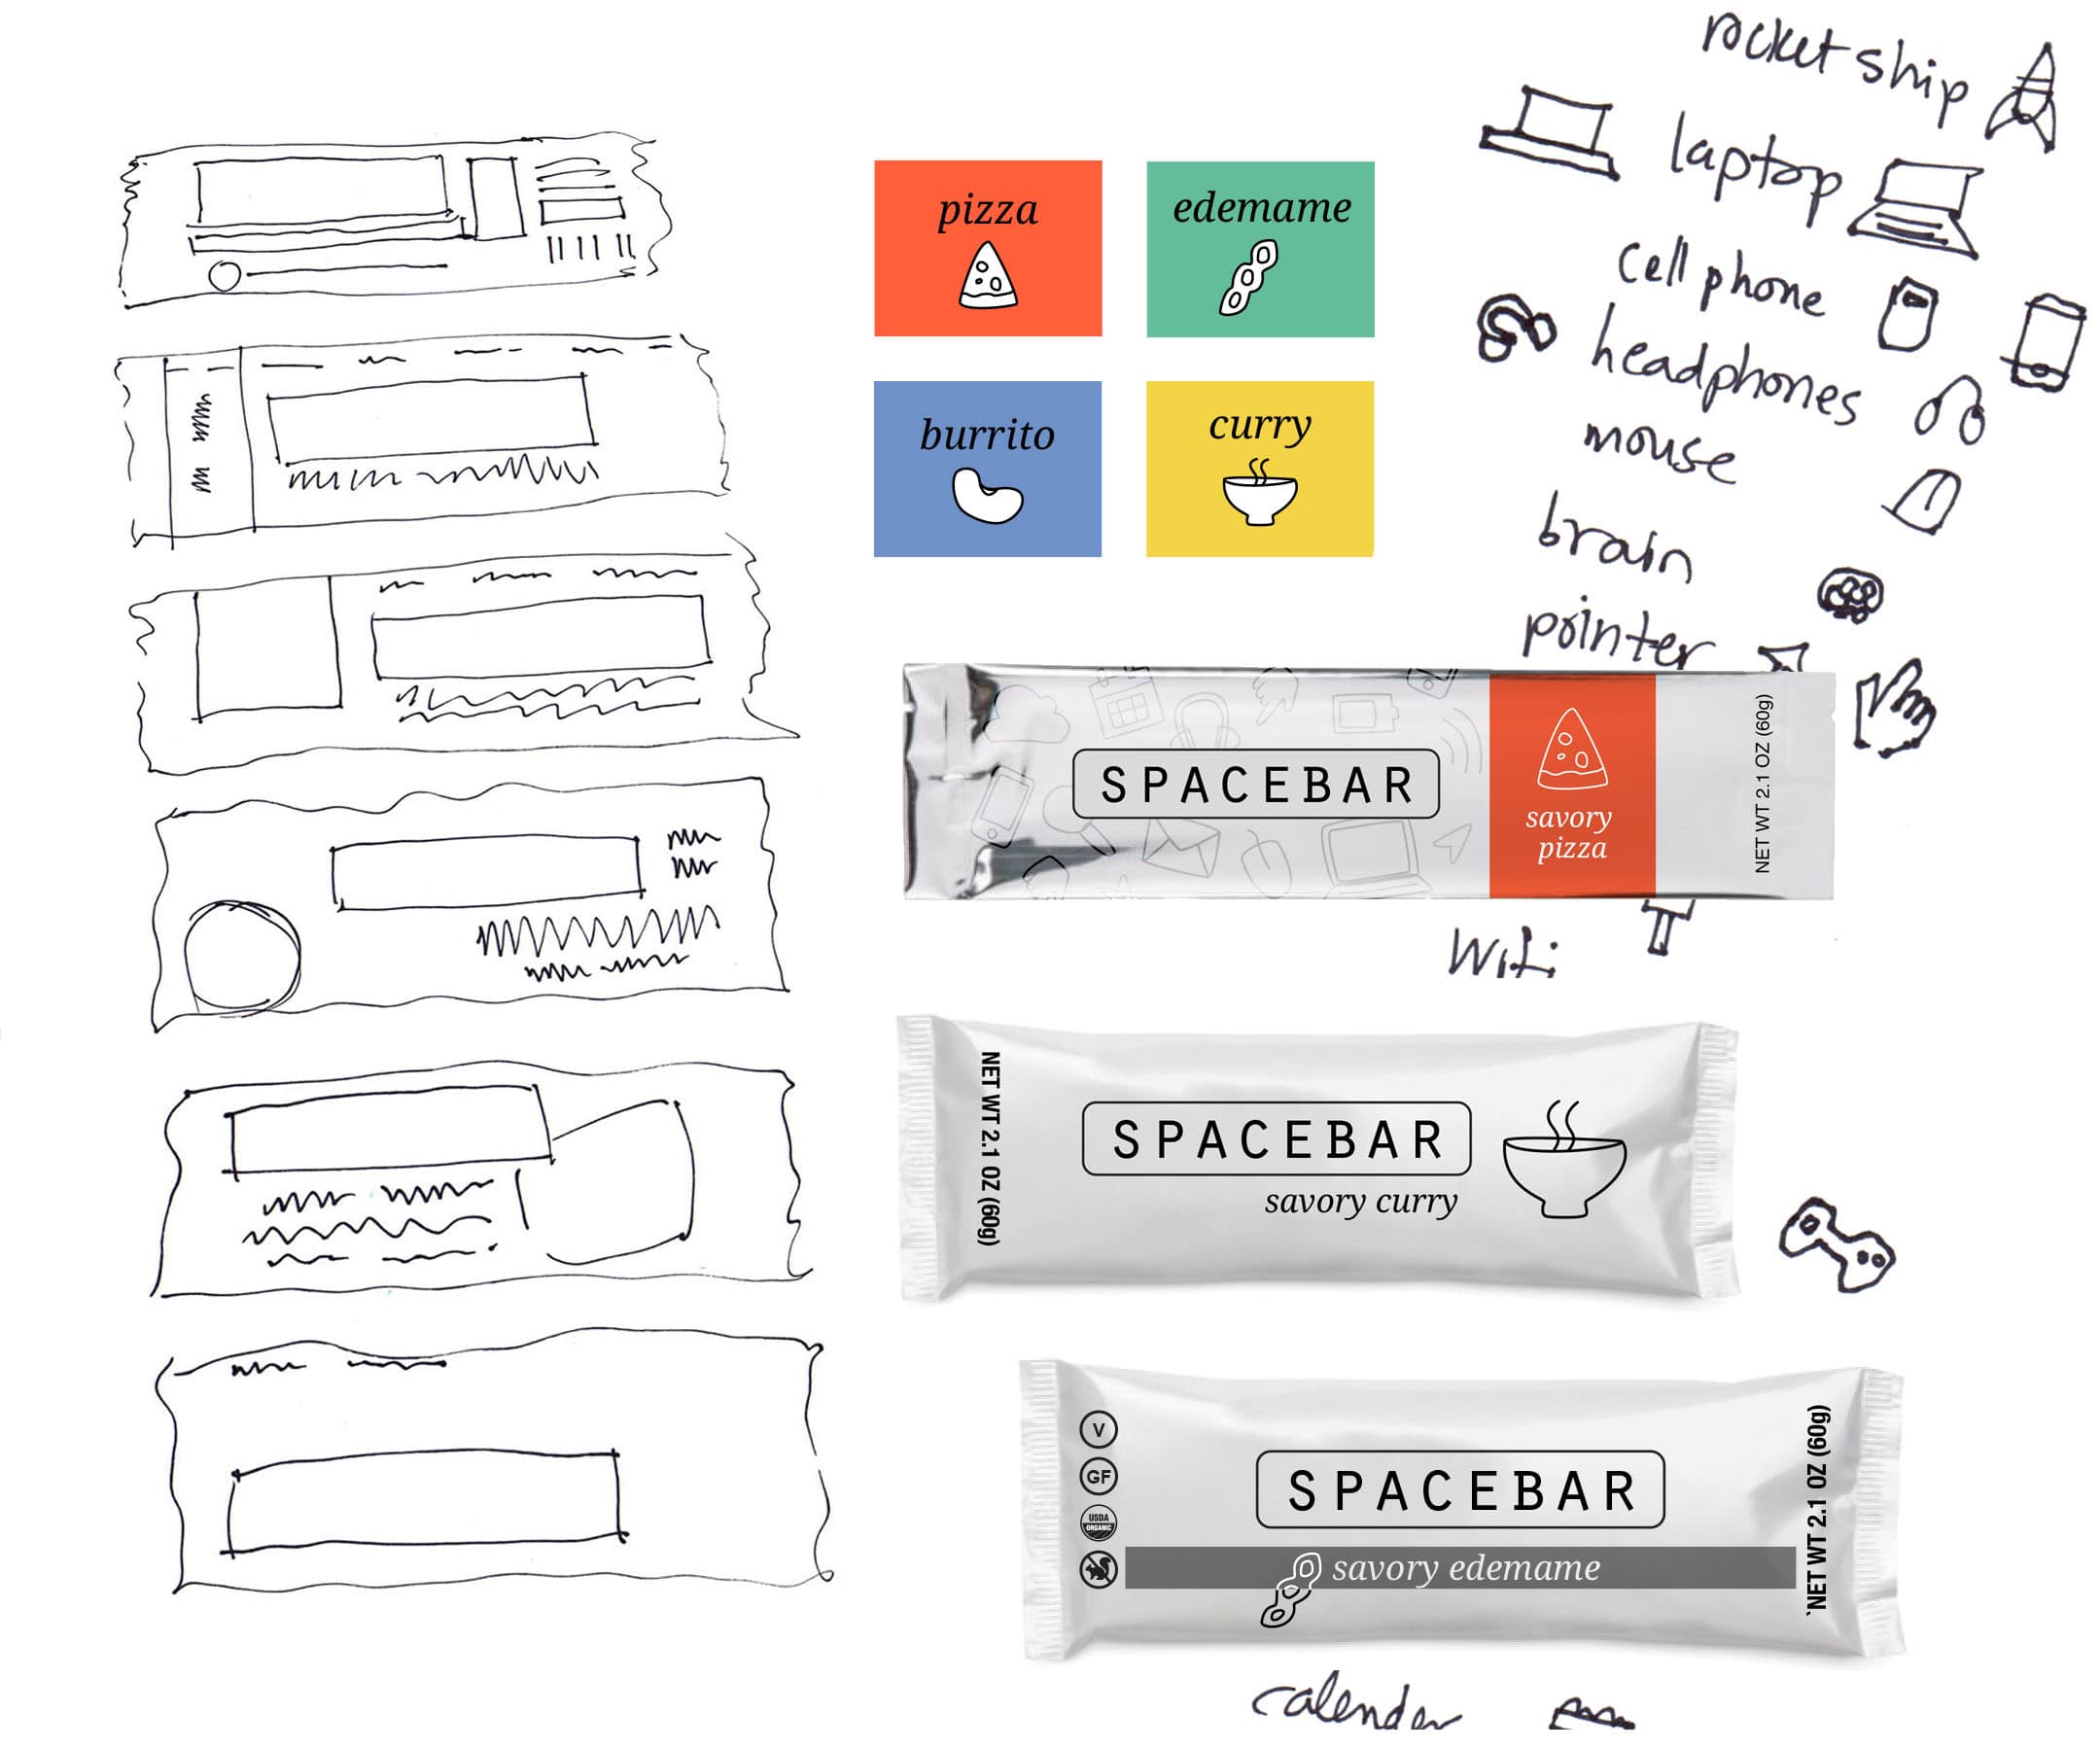 rocket ship
laptop
cell phone
headphones
mouse
brain
pointer
pizza
edemame
burrito
curry
SPACEBAR
savory
pizza
NET WT 2.1 OZ (60g)
Wifi
NET WT 2.1 OZ (60g)
SPACEBAR
savory curry
V
GF
USDA
ORGANIC
SPACEBAR
savory edemame
`NET WT 2.1 OZ (60g)
calender